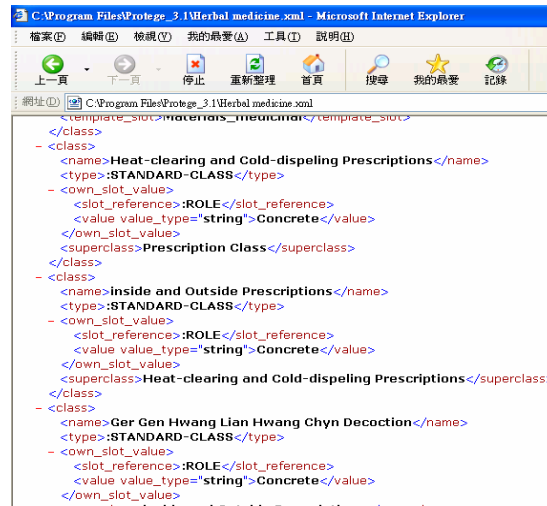 C:\Program Files\Protege_3.1\Herbal medicine.xml - Microsoft Internet Explorer
檔案(F) 編輯(E) 檢視(V) 我的最愛(A) 工具(T) 說明(H)
上一頁 下一頁 停止 重新整理 首頁 搜尋 我的最愛 記錄
網址(D) C:\Program Files\Protege_3.1\Herbal medicine.xml
<template_slot>Materials_medicinal</template_slot>
</class>
- <class>
<name>Heat-clearing and Cold-dispeling Prescriptions</name>
<type>:STANDARD-CLASS</type>
- <own_slot_value>
<slot_reference>:ROLE</slot_reference>
<value value_type="string">Concrete</value>
</own_slot_value>
<superclass>Prescription Class</superclass>
</class>
- <class>
<name>inside and Outside Prescriptions</name>
<type>:STANDARD-CLASS</type>
- <own_slot_value>
<slot_reference>:ROLE</slot_reference>
<value value_type="string">Concrete</value>
</own_slot_value>
<superclass>Heat-clearing and Cold-dispeling Prescriptions</superclass>
</class>
- <class>
<name>Ger Gen Hwang Lian Hwang Chyn Decoction</name>
<type>:STANDARD-CLASS</type>
- <own_slot_value>
<slot_reference>:ROLE</slot_reference>
<value value_type="string">Concrete</value>
</own_slot_value>